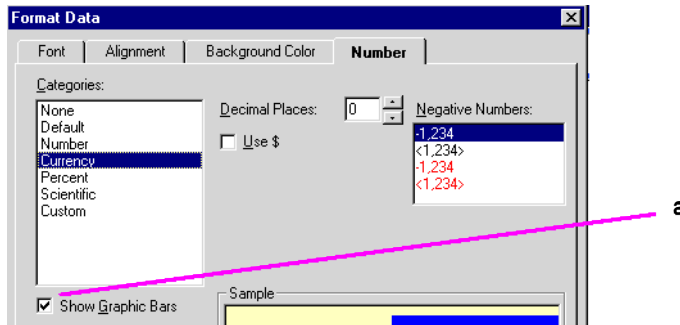 Format Data
Font Alignment Background Color Number
Categories:
None
Default
Number
Currency
Percent
Scientific
Custom
Decimal Places: 0
Use $
Negative Numbers:
-1,234
<1,234>
-1,234
<1,234>
a
Show Graphic Bars
Sample